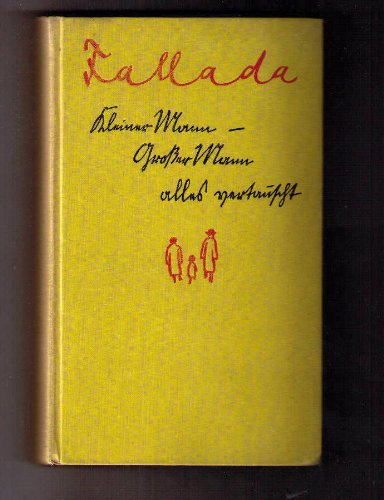 Fallada
Kleiner Mann –
Großer Mann
alles vertauscht